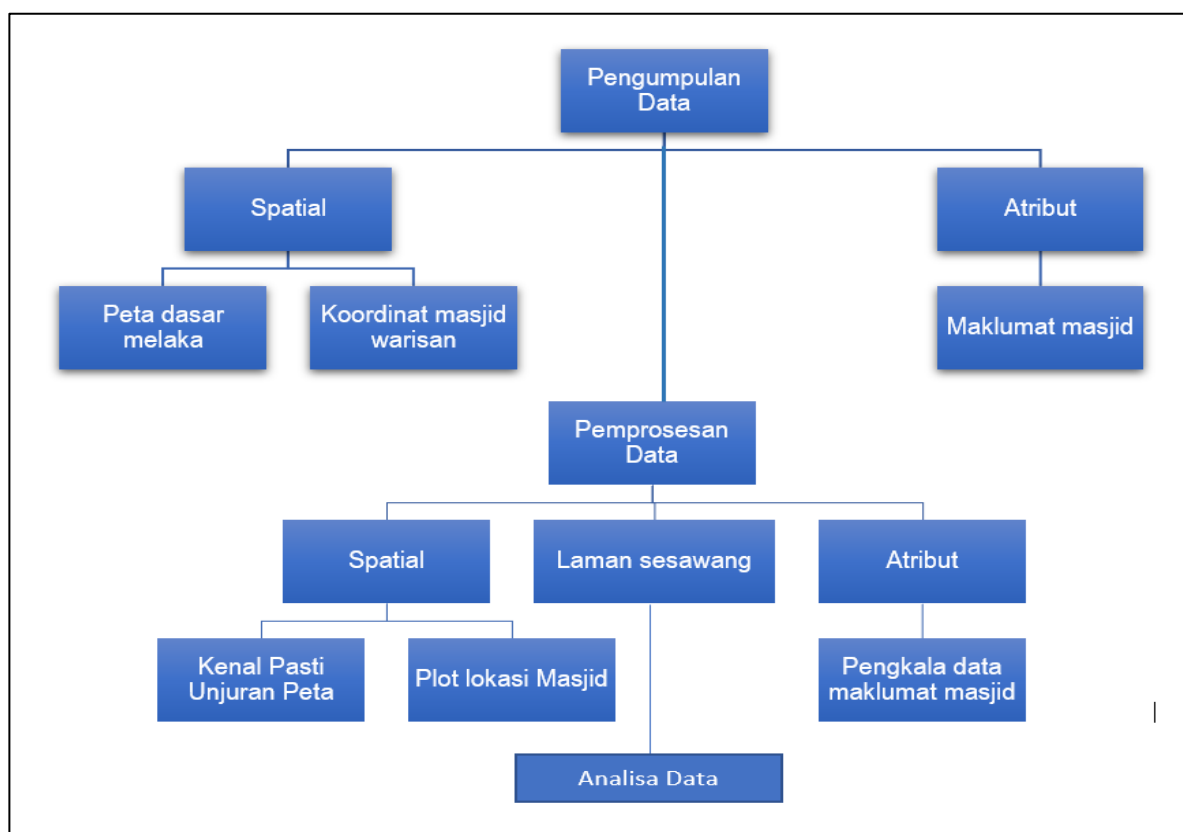 Pengumpulan
Data
Spatial
Atribut
Peta dasar
melaka
Koordinat masjid
warisan
Maklumat masjid
Pemprosesan
Data
Spatial
Laman sesawang
Atribut
Kenal Pasti
Unjuran Peta
Plot lokasi Masjid
Pengkala data
maklumat masjid
Analisa Data